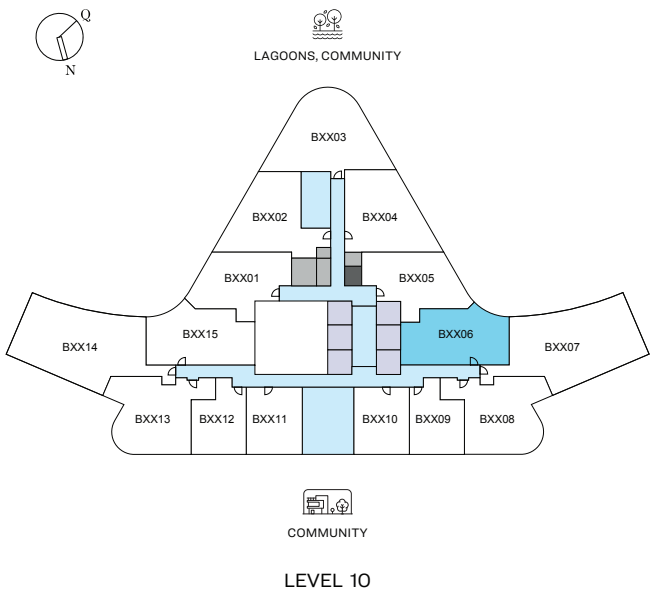 Q
N
LAGOONS, COMMUNITY
BXX03
BXX02
BXX04
BXX01
BXX05
BXX15
BXX06
BXX14
BXX07
BXX13
BXX12
BXX11
BXX10
BXX09
BXX08
COMMUNITY
LEVEL 10